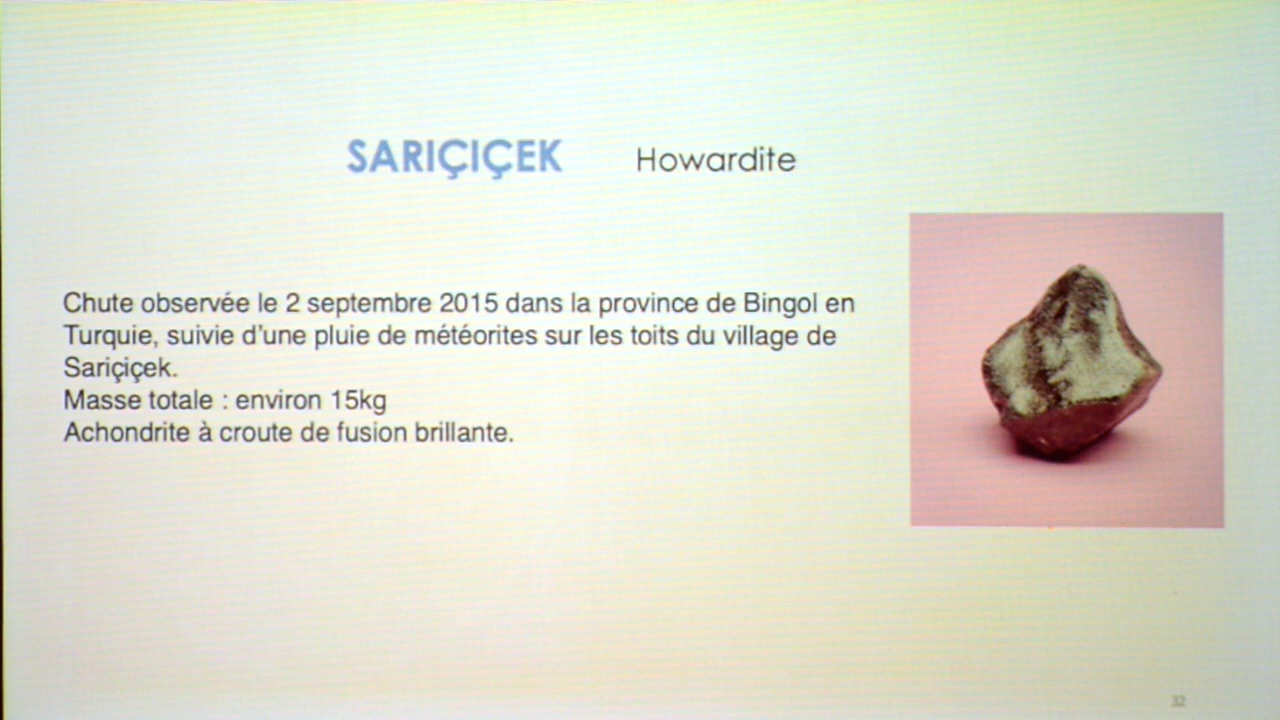 SARIÇIÇEK Howardite
Chute observée le 2 septembre 2015 dans la province de Bingol en
Turquie, suivie d'une pluie de météorites sur les toits du village de
Sariçiçek.
Masse totale : environ 15kg
Achondrite à croute de fusion brillante.
32